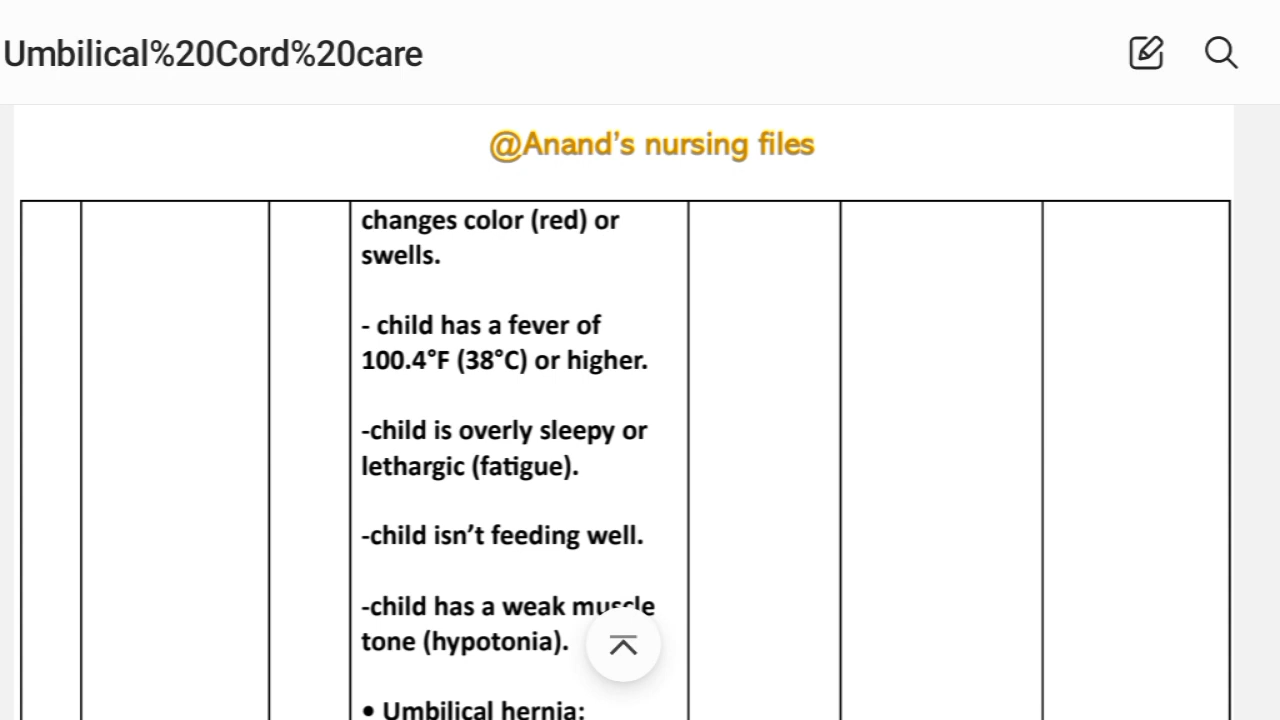 Umbilical%20Cord%20care
@Anand's nursing files
changes color (red) or
swells.
- child has a fever of
100.4°F (38°C) or higher.
-child is overly sleepy or
lethargic (fatigue).
-child isn't feeding well.
-child has a weak muscle
tone (hypotonia).
• Umbilical hernia: